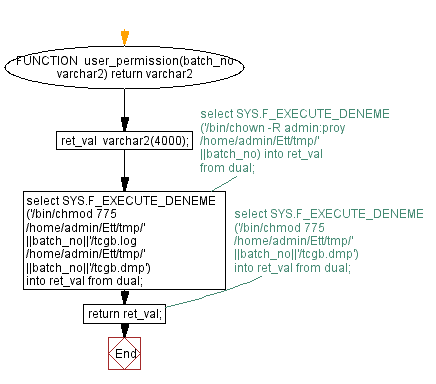 FUNCTION  user_permission(batch_no
varchar2) return varchar2
ret_val  varchar2(4000);
select SYS.F_EXECUTE_DENEME
('/bin/chown -R admin:proy
/home/admin/Ett/tmp/'
||batch_no) into ret_val
from dual;
select SYS.F_EXECUTE_DENEME
('/bin/chmod 775
/home/admin/Ett/tmp/'
||batch_no||'/tcgb.log
/home/admin/Ett/tmp/'
||batch_no||'/tcgb.dmp')
into ret_val from dual;
select SYS.F_EXECUTE_DENEME
('/bin/chmod 775
/home/admin/Ett/tmp/'
||batch_no||'/tcgb.dmp')
into ret_val from dual;
return ret_val;
End